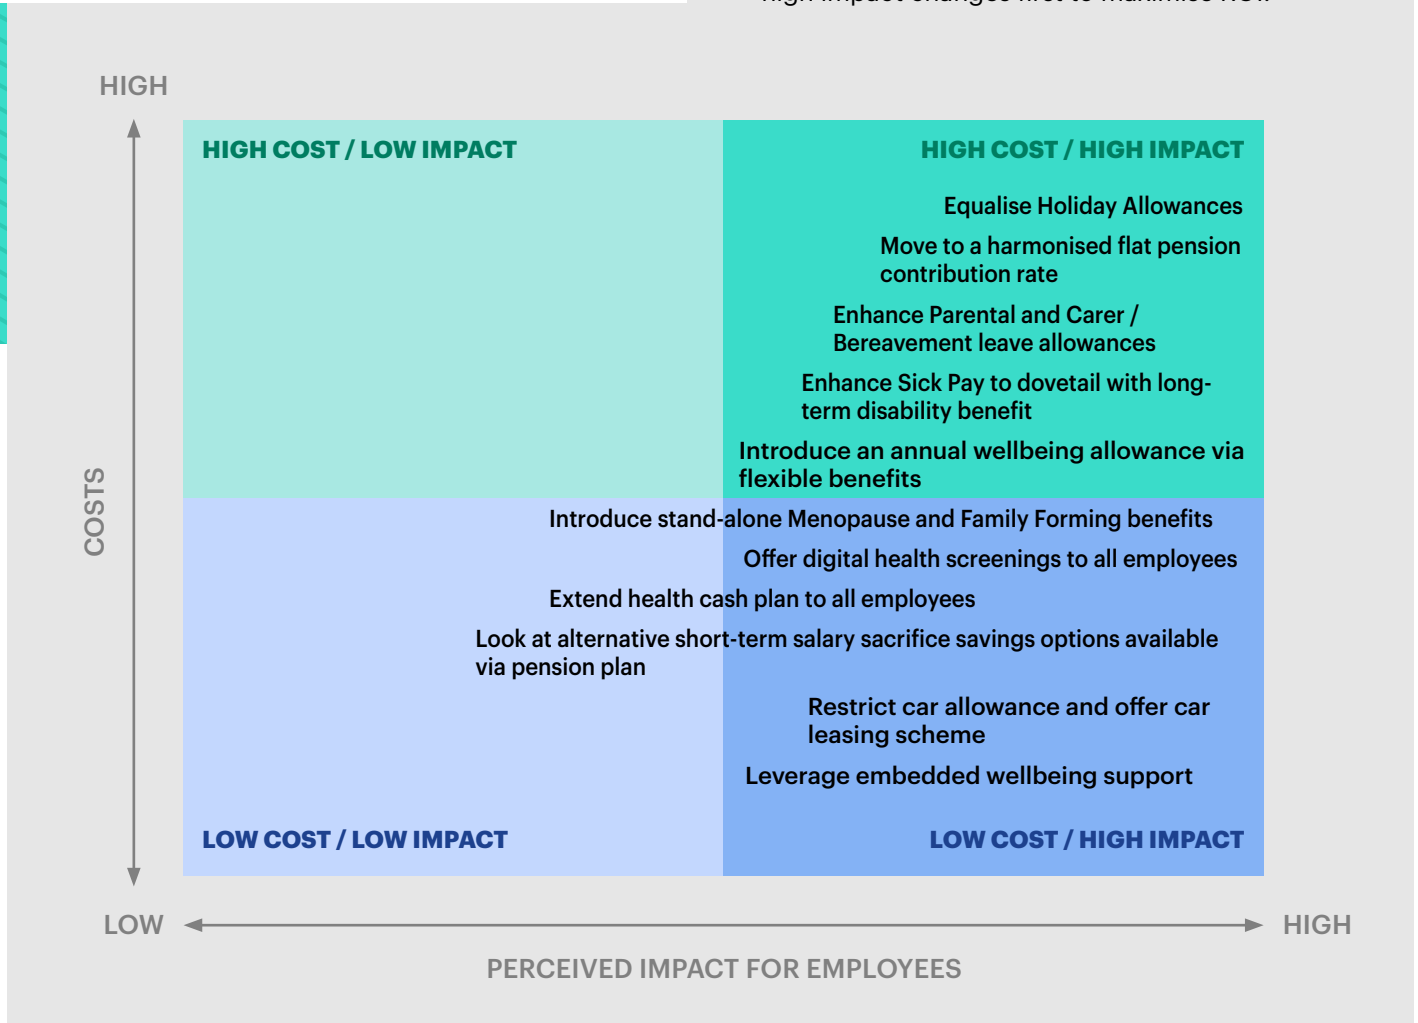 HIGH
HIGH COST / LOW IMPACT
HIGH COST / HIGH IMPACT
Equalise Holiday Allowances
Move to a harmonised flat pension
contribution rate
Enhance Parental and Carer /
Bereavement leave allowances
Enhance Sick Pay to dovetail with long-
term disability benefit
Introduce an annual wellbeing allowance via
flexible benefits
COSTS
Introduce stand-alone Menopause and Family Forming benefits
Offer digital health screenings to all employees
Extend health cash plan to all employees
Look at alternative short-term salary sacrifice savings options available
via pension plan
Restrict car allowance and offer car
leasing scheme
Leverage embedded wellbeing support
LOW COST / LOW IMPACT
LOW COST / HIGH IMPACT
LOW
HIGH
PERCEIVED IMPACT FOR EMPLOYEES